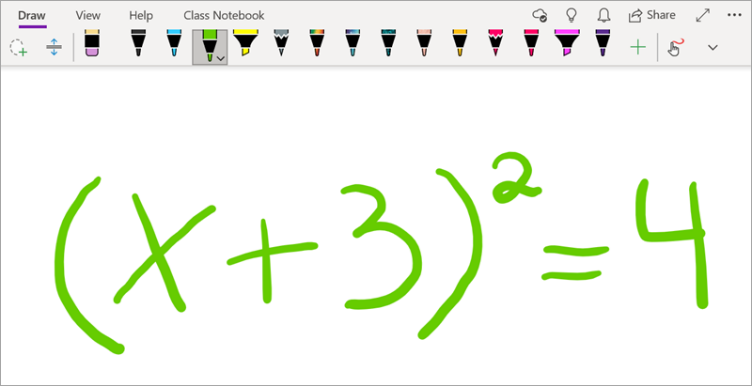 Draw View Help Class Notebook Share
(x+3)² = 4